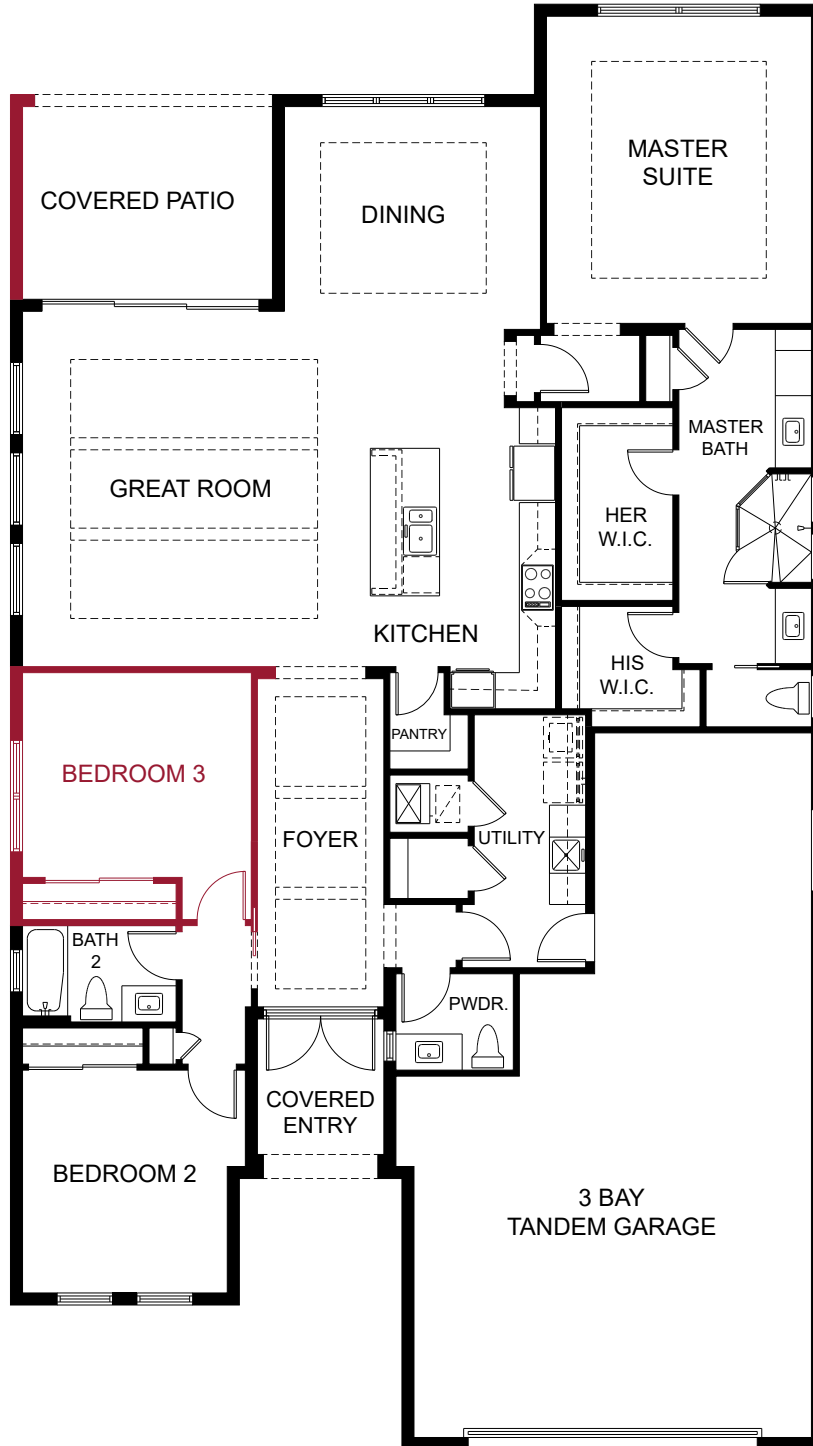 MASTER
SUITE
COVERED PATIO
DINING
MASTER
BATH
GREAT ROOM
HER
W.I.C.
KITCHEN
HIS
W.I.C.
PANTRY
BEDROOM 3
FOYER
UTILITY
BATH
2
PWDR.
COVERED
ENTRY
BEDROOM 2
3 BAY
TANDEM GARAGE